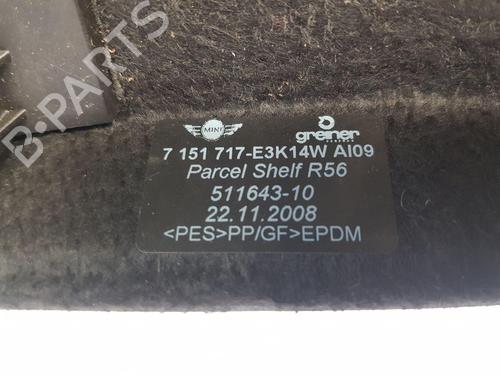 B-PARTS
MINI
greiner
7 151 717-E3K14W AI09
Parcel Shelf R56
511643-10
22.11.2008
<PES>PP/GF>EPDM